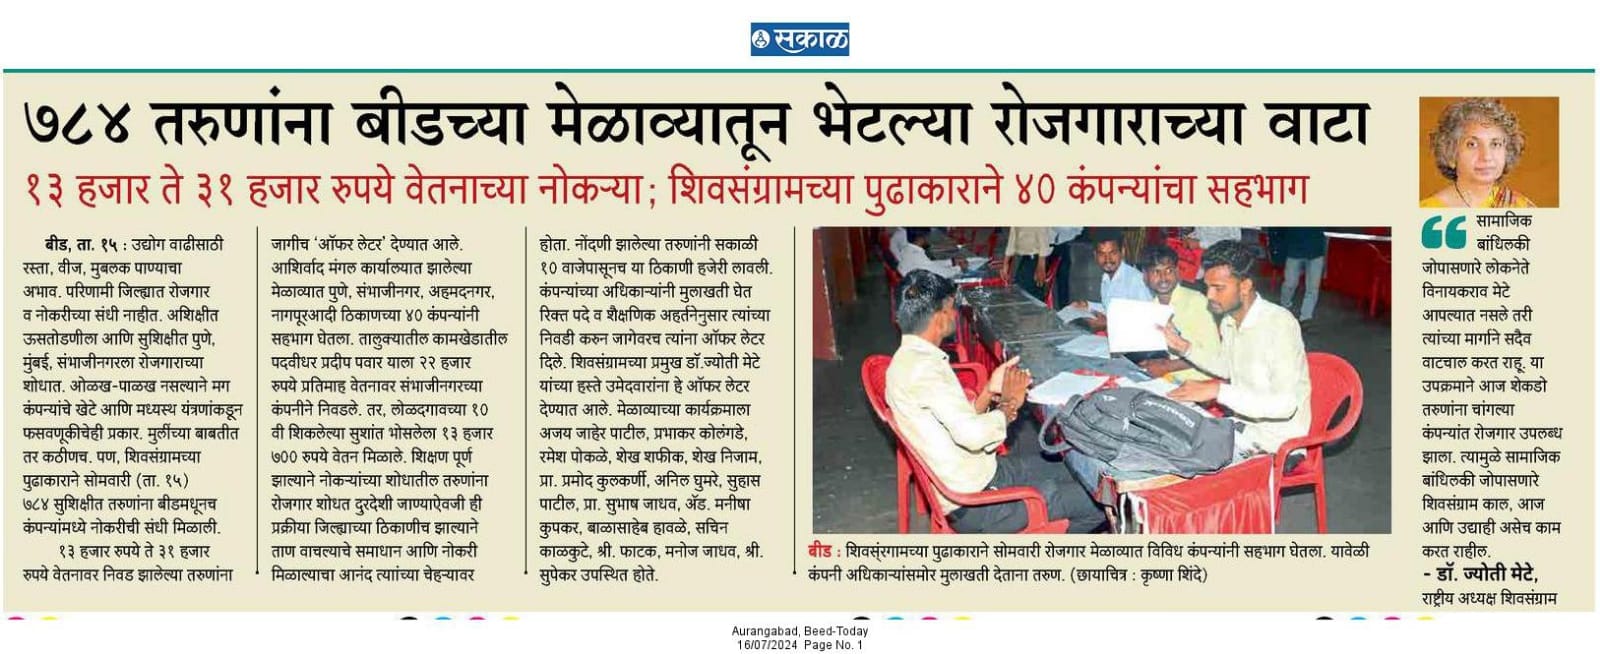 सकाळ
७८४ तरुणांना बीडच्या मेळाव्यातून भेटल्या रोजगाराच्या वाटा
१३ हजार ते ३१ हजार रुपये वेतनाच्या नोकऱ्या; शिवसंग्रामच्या पुढाकाराने ४० कंपन्यांचा सहभाग
बीड, ता. १५ : उद्योग वाढीसाठी
रस्ता, वीज, मुबलक पाण्याचा
अभाव. परिणामी जिल्ह्यात रोजगार
व नोकरीच्या संधी नाहीत. अशिक्षीत
ऊसतोडणीला आणि सुशिक्षीत पुणे,
मुंबई, संभाजीनगरला रोजगाराच्या
शोधात. ओळख-पाळख नसल्याने मग
कंपन्यांचे खेटे आणि मध्यस्थ यंत्रणांकडून
फसवणूकीचेही प्रकार. मुलींच्या बाबतीत
तर कठीणच. पण, शिवसंग्रामच्या
पुढाकाराने सोमवारी (ता. १५)
७८४ सुशिक्षीत तरुणांना बीडमधूनच
कंपन्यांमध्ये नोकरीची संधी मिळाली.
१३ हजार रुपये ते ३१ हजार
रुपये वेतनावर निवड झालेल्या तरुणांना
जागीच ‘ऑफर लेटर’ देण्यात आले.
आशिर्वाद मंगल कार्यालयात झालेल्या
मेळाव्यात पुणे, संभाजीनगर, अहमदनगर,
नागपूरआदी ठिकाणच्या ४० कंपन्यांनी
सहभाग घेतला. तालुक्यातील कामखेडातील
पदवीधर प्रदीप पवार याला २२ हजार
रुपये प्रतिमाह वेतनावर संभाजीनगरच्या
कंपनीने निवडले. तर, लोळदगावच्या १०
वी शिकलेल्या सुशांत भोसलेला १३ हजार
७०० रुपये वेतन मिळाले. शिक्षण पूर्ण
झाल्याने नोकऱ्यांच्या शोधातील तरुणांना
रोजगार शोधत दुरदेशी जाण्याऐवजी ही
प्रक्रीया जिल्ह्याच्या ठिकाणीच झाल्याने
ताण वाचल्याचे समाधान आणि नोकरी
मिळाल्याचा आनंद त्याांच्या चेहऱ्यावर
होता. नोंदणी झालेल्या तरुणांनी सकाळी
१० वाजेपासूनच या ठिकाणी हजेरी लावली.
कंपन्यांच्या अधिकाऱ्यांनी मुलाखती घेत
रिक्त पदे व शैक्षणिक अहर्तनेनुसार त्यांच्या
निवडी करुन जागेवरच त्यांना ऑफर लेटर
दिले. शिवसंग्रामच्या प्रमुख डॉ.ज्योती मेटे
यांच्या हस्ते उमेदवारांना हे ऑफर लेटर
देण्यात आले. मेळाव्याच्या कार्यक्रमाला
अजय जाहेर पाटील, प्रभाकर कोलंगडे,
रमेश पोकळे, शेख शफीक, शेख निजाम,
प्रा. प्रमोद कुलकर्णी, अनिल घुमरे, सुहास
पाटील, प्रा. सुभाष जाधव, ॲड. मनीषा
कुपकर, बाळासाहेब हावळे, सचिन
काळकुटे, श्री. फाटक, मनोज जाधव, श्री.
सुपेकर उपस्थित होते.
बीड : शिवस्ंरगामच्या पुढाकाराने सोमवारी रोजगार मेळाव्यात विविध कंपन्यांनी सहभाग घेतला. यावेळी
कंपनी अधिकाऱ्यांसमोर मुलाखती देताना तरुण. (छायाचित्र : कृष्णा शिंदे)
“ सामाजिक
बांधिलकी
जोपासणारे लोकनेते
विनायकराव मेटे
आपल्यात नसले तरी
त्यांच्या मार्गाने सदैव
वाटचाल करत राहू. या
उपक्रमाने आज शेकडो
तरुणांना चांगल्या
कंपन्यांत रोजगार उपलब्ध
झाला. त्यामुळे सामाजिक
बांधिलकी जोपासणारे
शिवसंग्राम काल, आज
आणि उद्याही असेच काम
करत राहील.
- डॉ. ज्योती मेटे,
राष्ट्रीय अध्यक्ष शिवसंग्राम
Aurangabad, Beed-Today
16/07/2024 Page No. 1